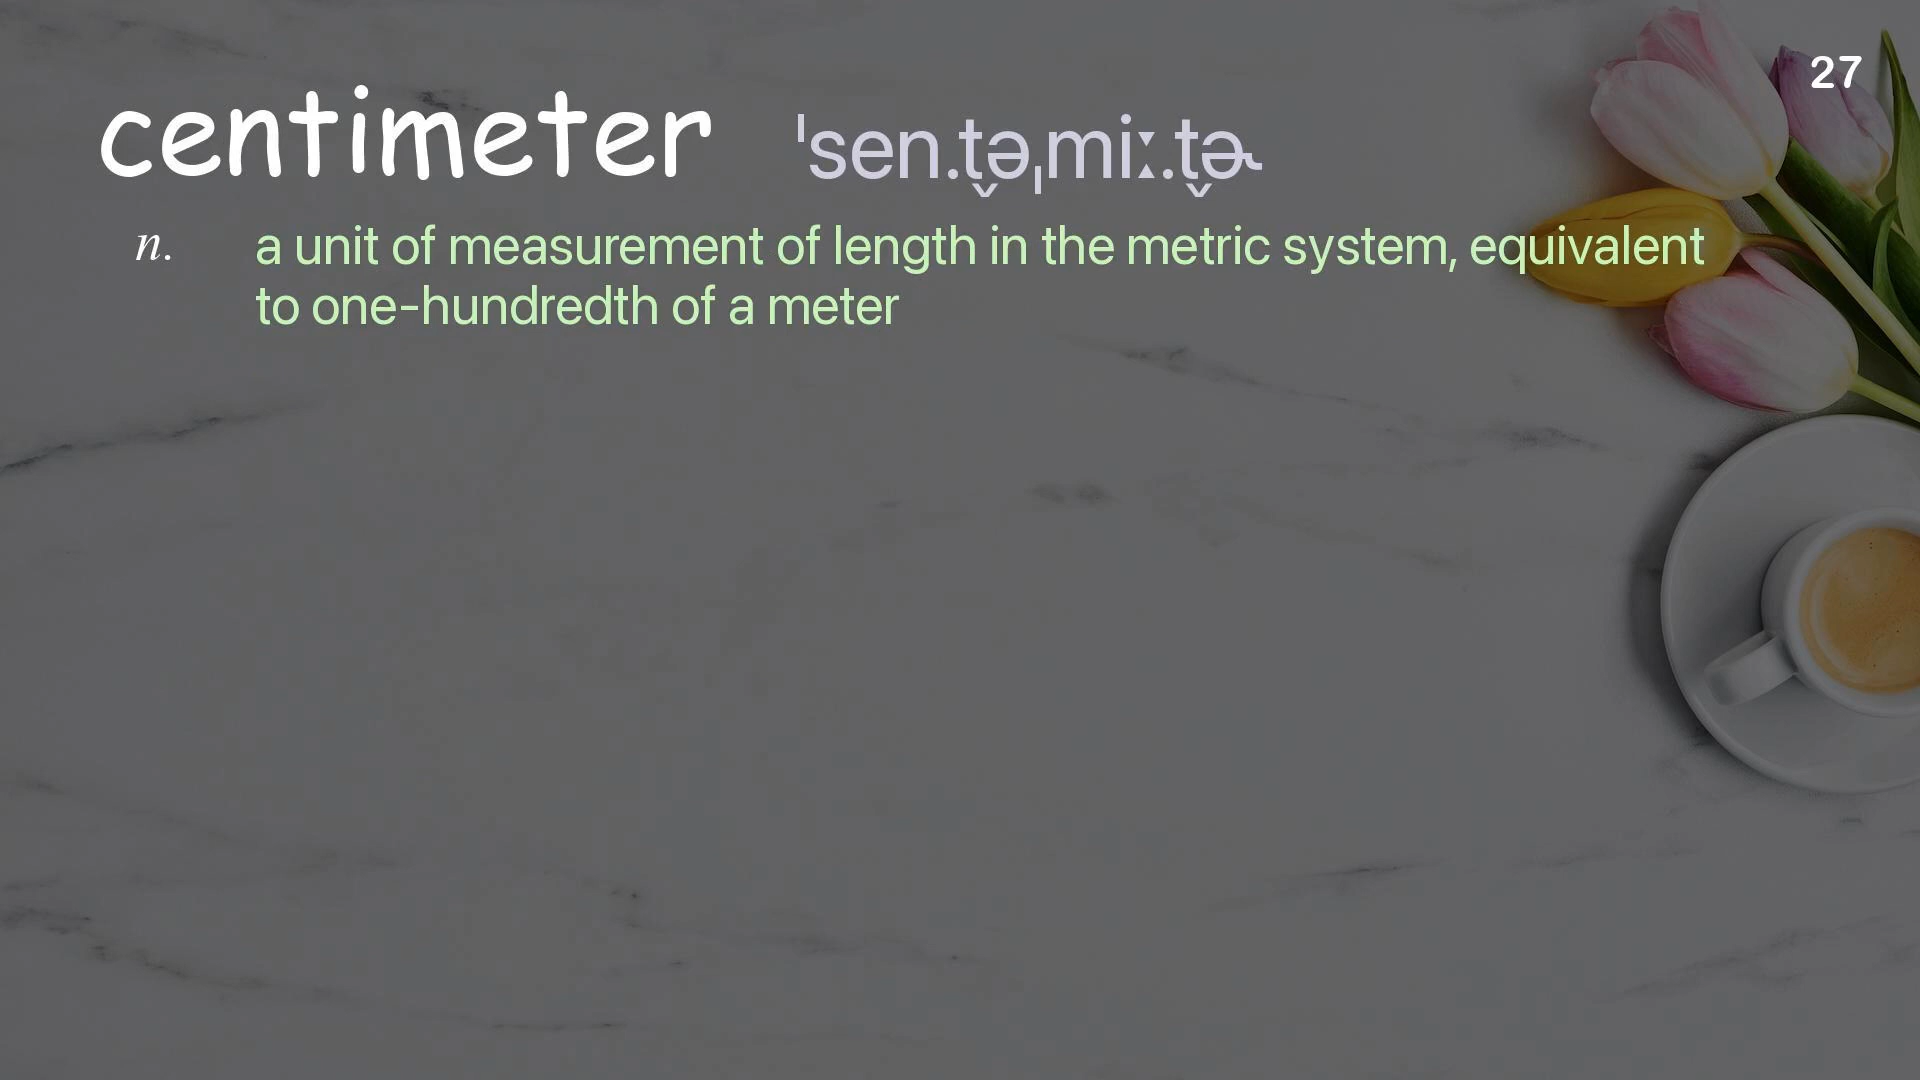 27
centimeter ˈsen.t̬əˌmiː.t̬ɚ
n. a unit of measurement of length in the metric system, equivalent
to one-hundredth of a meter